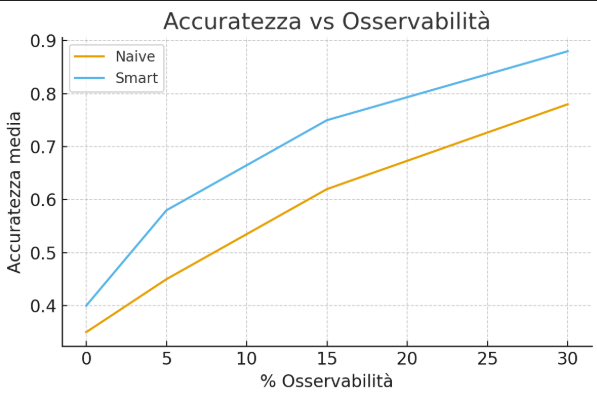 Accuratezza vs Osservabilità
0.9
0.8
0.7
0.6
0.5
0.4
Naive
Smart
Accuratezza media
0 5 10 15 20 25 30
% Osservabilità